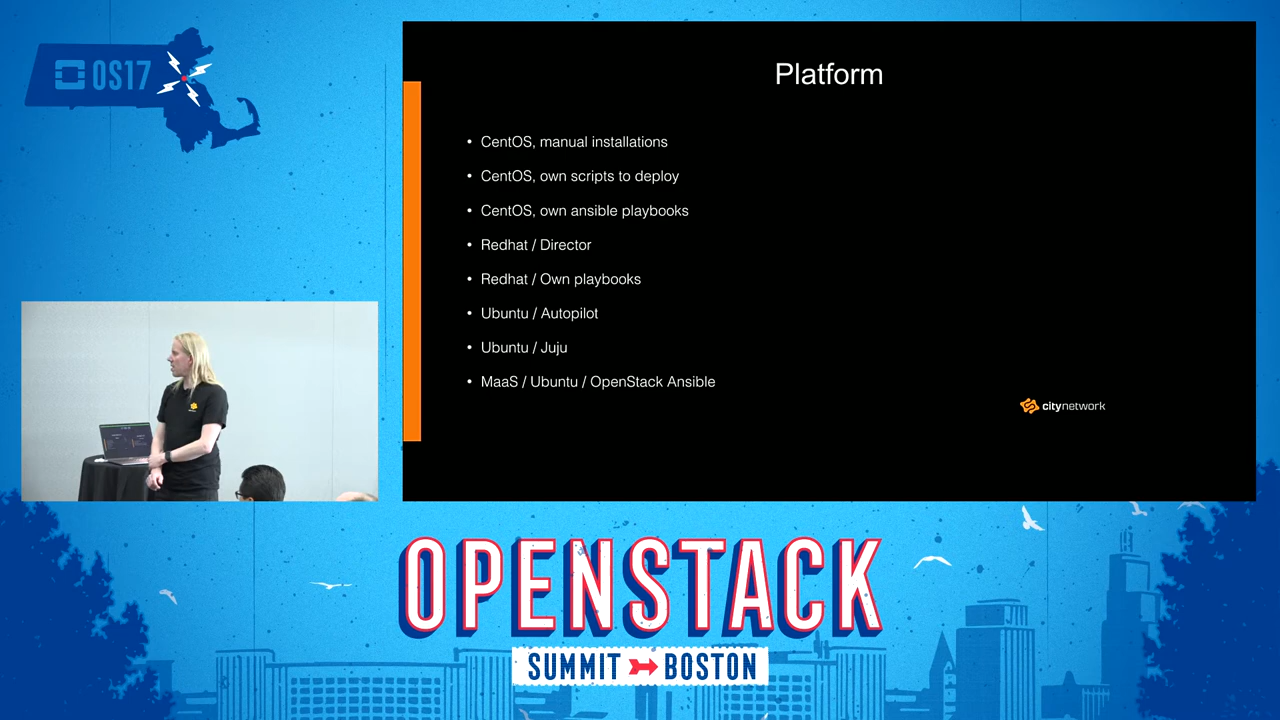 OS17
Platform
• CentOS, manual installations
• CentOS, own scripts to deploy
• CentOS, own ansible playbooks
• Redhat / Director
• Redhat / Own playbooks
• Ubuntu / Autopilot
• Ubuntu / Juju
• MaaS / Ubuntu / OpenStack Ansible
citynetwork
OPENSTACK
SUMMIT BOSTON